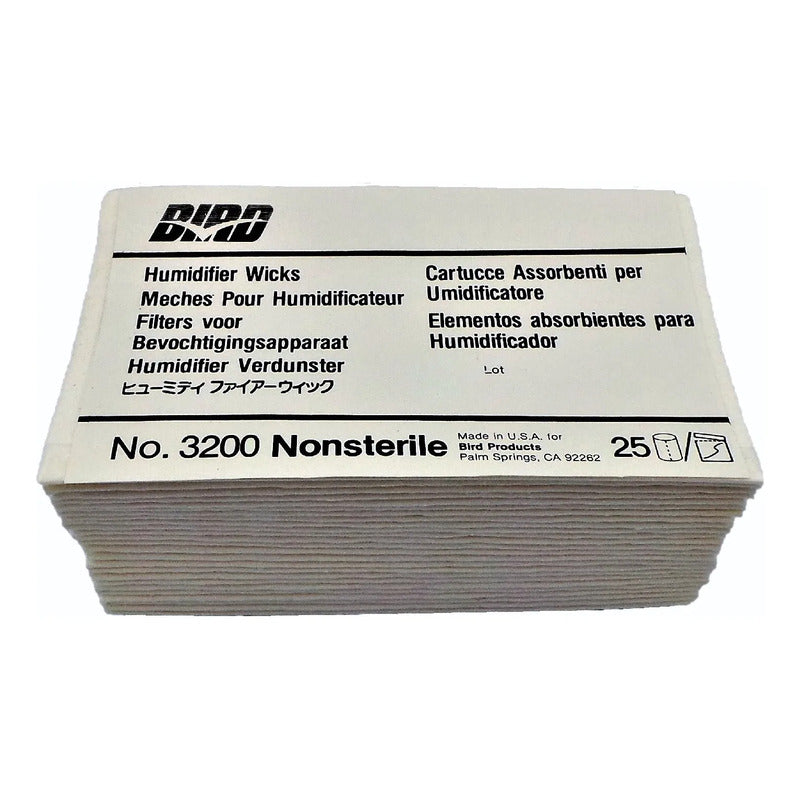 BIRD
Humidifier Wicks
Meches Pour Humidificateur
Filters voor
Bevochtigingsapparaat
Humidifier Verdunster
ヒューミディファイアーウィック
Cartucce Assorbenti per
Umidificatore
Elementos absorbientes para
Humidificador
Lot
No. 3200 Nonsterile
Made in U.S.A. for
Bird Products
Palm Springs, CA 92262
25 /